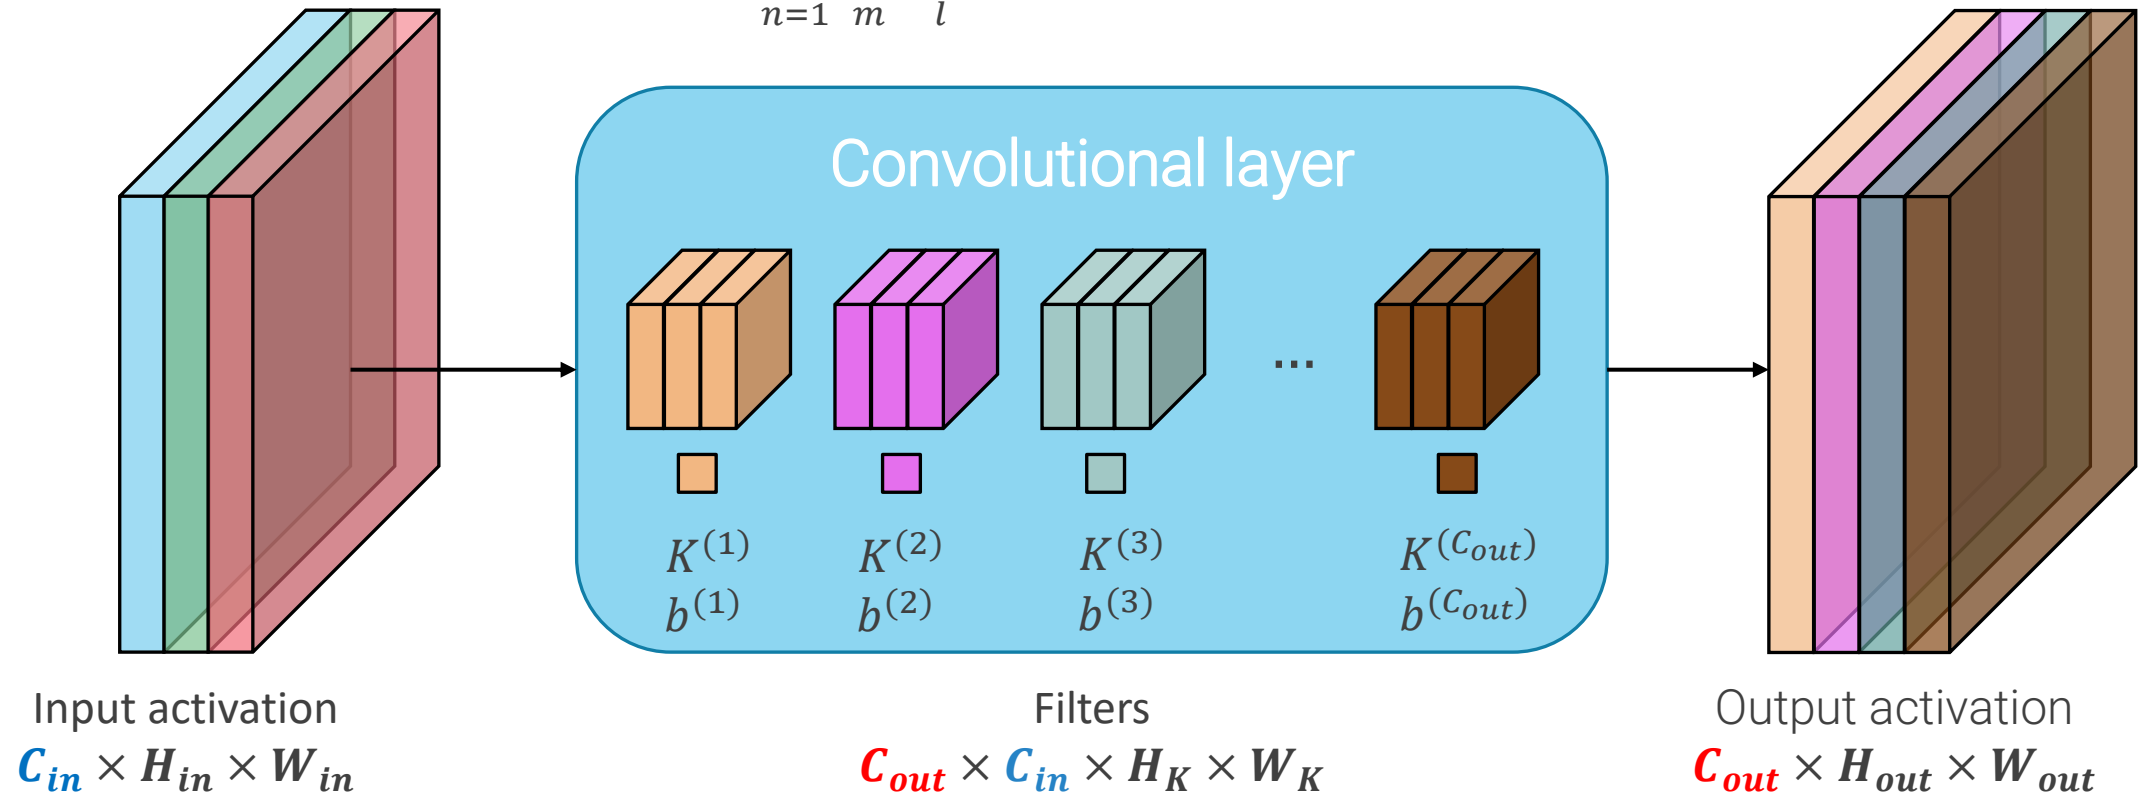 n=1 m l
Convolutional layer
...
K^(1) K^(2) K^(3) K^(C_out)
b^(1) b^(2) b^(3) b^(C_out)
Input activation Filters Output activation
C_in × H_in × W_in C_out × C_in × H_K × W_K C_out × H_out × W_out